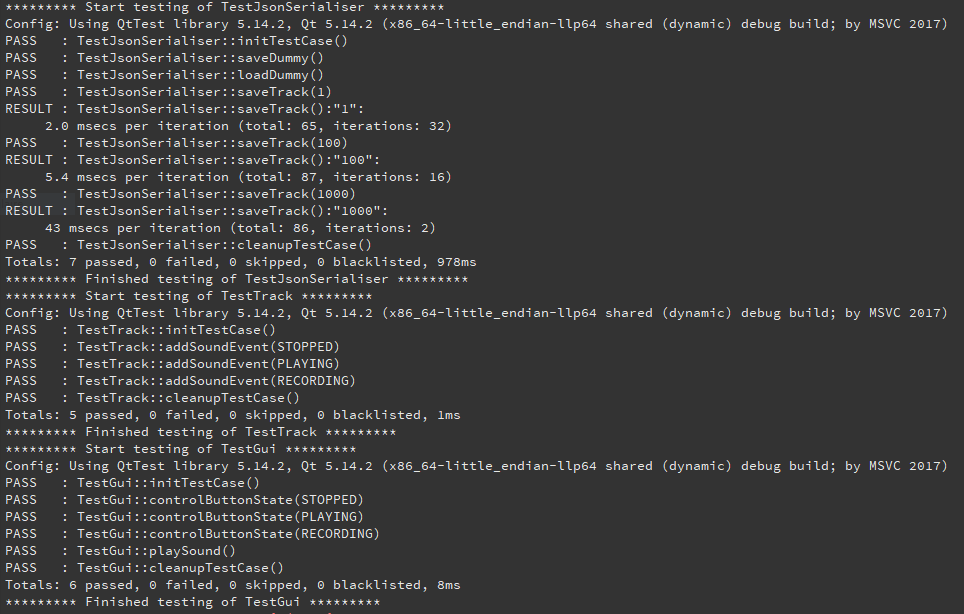 ********* Start testing of TestJsonSerialiser *********
Config: Using QtTest library 5.14.2, Qt 5.14.2 (x86_64-little_endian-llp64 shared (dynamic) debug build; by MSVC 2017)
PASS   : TestJsonSerialiser::initTestCase()
PASS   : TestJsonSerialiser::saveDummy()
PASS   : TestJsonSerialiser::loadDummy()
PASS   : TestJsonSerialiser::saveTrack(1)
RESULT : TestJsonSerialiser::saveTrack():"1":
     2.0 msecs per iteration (total: 65, iterations: 32)
PASS   : TestJsonSerialiser::saveTrack(100)
RESULT : TestJsonSerialiser::saveTrack():"100":
     5.4 msecs per iteration (total: 87, iterations: 16)
PASS   : TestJsonSerialiser::saveTrack(1000)
RESULT : TestJsonSerialiser::saveTrack():"1000":
     43 msecs per iteration (total: 86, iterations: 2)
PASS   : TestJsonSerialiser::cleanupTestCase()
Totals: 7 passed, 0 failed, 0 skipped, 0 blacklisted, 978ms
********* Finished testing of TestJsonSerialiser *********
********* Start testing of TestTrack *********
Config: Using QtTest library 5.14.2, Qt 5.14.2 (x86_64-little_endian-llp64 shared (dynamic) debug build; by MSVC 2017)
PASS   : TestTrack::initTestCase()
PASS   : TestTrack::addSoundEvent(STOPPED)
PASS   : TestTrack::addSoundEvent(PLAYING)
PASS   : TestTrack::addSoundEvent(RECORDING)
PASS   : TestTrack::cleanupTestCase()
Totals: 5 passed, 0 failed, 0 skipped, 0 blacklisted, 1ms
********* Finished testing of TestTrack *********
********* Start testing of TestGui *********
Config: Using QtTest library 5.14.2, Qt 5.14.2 (x86_64-little_endian-llp64 shared (dynamic) debug build; by MSVC 2017)
PASS   : TestGui::initTestCase()
PASS   : TestGui::controlButtonState(STOPPED)
PASS   : TestGui::controlButtonState(PLAYING)
PASS   : TestGui::controlButtonState(RECORDING)
PASS   : TestGui::playSound()
PASS   : TestGui::cleanupTestCase()
Totals: 6 passed, 0 failed, 0 skipped, 0 blacklisted, 8ms
********* Finished testing of TestGui *********